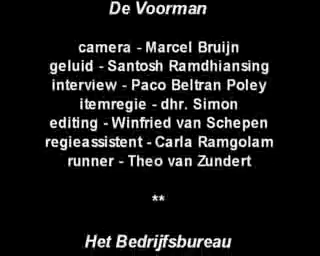 De Voorman
camera - Marcel Bruijn
geluid - Santosh Ramdhiansing
interview - Paco Beltran Poley
itemregie - dhr. Simon
editing - Winfried van Schepen
regieassistent - Carla Ramgolam
runner - Theo van Zundert
**
Het Bedrijfsbureau